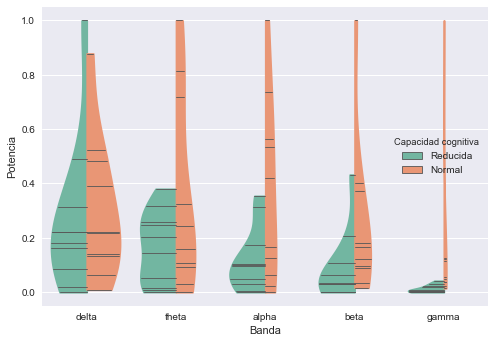 1.0
0.8
0.6
0.4
0.2
0.0
Potencia
Capacidad cognitiva
Reducida
Normal
delta theta alpha beta gamma
Banda